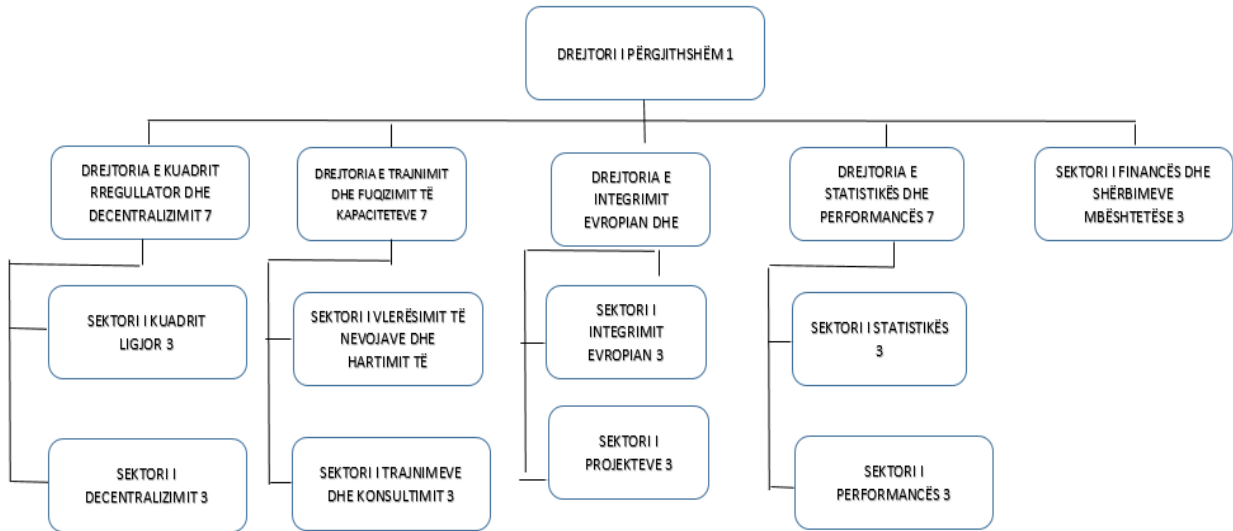 DREJTORI I PËRGJITHSHËM 1
DREJTORIA E KUADRIT
RREGULLATOR DHE
DECENTRALIZIMIT 7
DREJTORIA E TRAJNIMIT
DHE FUQIZIMIT TË
KAPACITETEVE 7
DREJTORIA E
INTEGRIMIT
EVROPIAN DHE
DREJTORIA E
STATISTIKËS DHE
PERFORMANCËS 7
SEKTORI I FINANCËS DHE
SHËRBIMEVE
MBËSHTETËSE 3
SEKTORI I KUADRIT
LIGJOR 3
SEKTORI I VLERËSIMIT TË
NEVOJAVE DHE
HARTIMIT TË
SEKTORI I
INTEGRIMIT
EVROPIAN 3
SEKTORI I STATISTIKËS
3
SEKTORI I
DECENTRALIZIMIT 3
SEKTORI I TRAJNIMEVE
DHE KONSULTIMIT 3
SEKTORI I
PROJEKTEVE 3
SEKTORI I
PERFORMANCËS 3